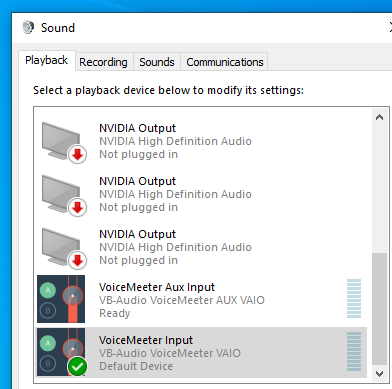 Sound
Playback Recording Sounds Communications
Select a playback device below to modify its settings:
NVIDIA Output
NVIDIA High Definition Audio
Not plugged in
NVIDIA Output
NVIDIA High Definition Audio
Not plugged in
NVIDIA Output
NVIDIA High Definition Audio
Not plugged in
A
B
VoiceMeeter Aux Input
VB-Audio VoiceMeeter AUX VAIO
Ready
A
B
VoiceMeeter Input
VB-Audio VoiceMeeter VAIO
Default Device